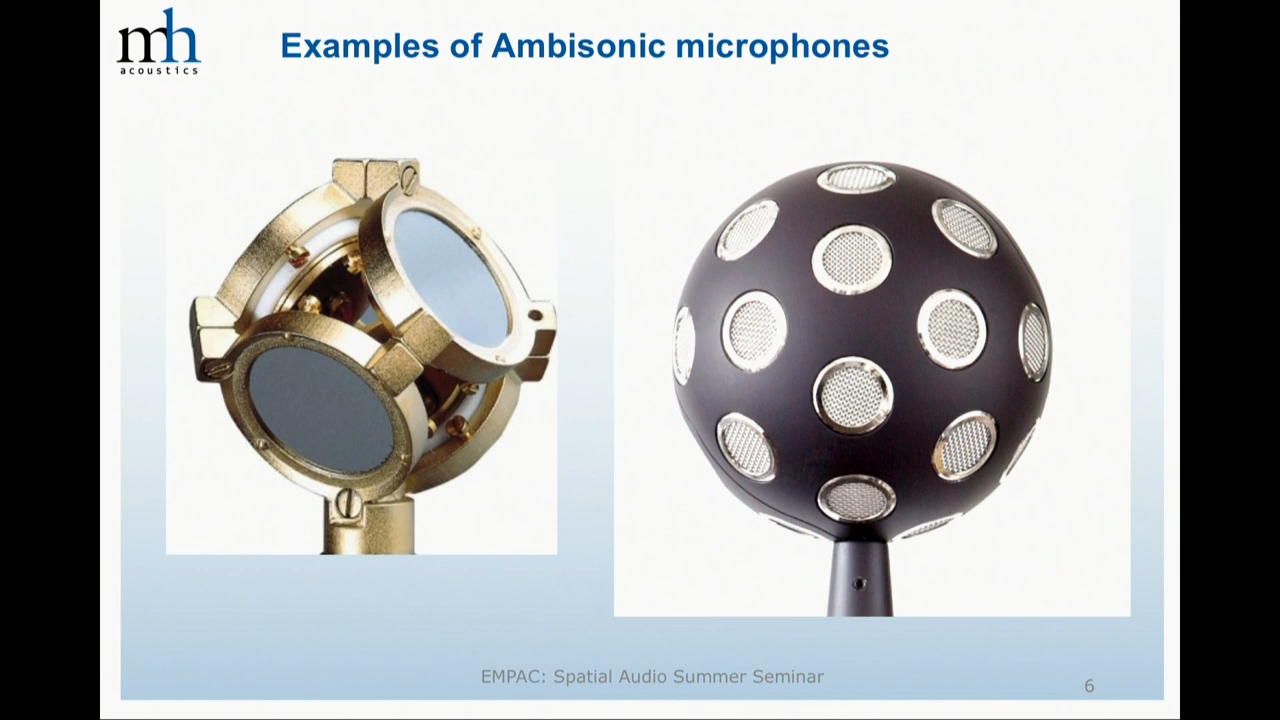 mh
acoustics
Examples of Ambisonic microphones
EMPAC: Spatial Audio Summer Seminar
6